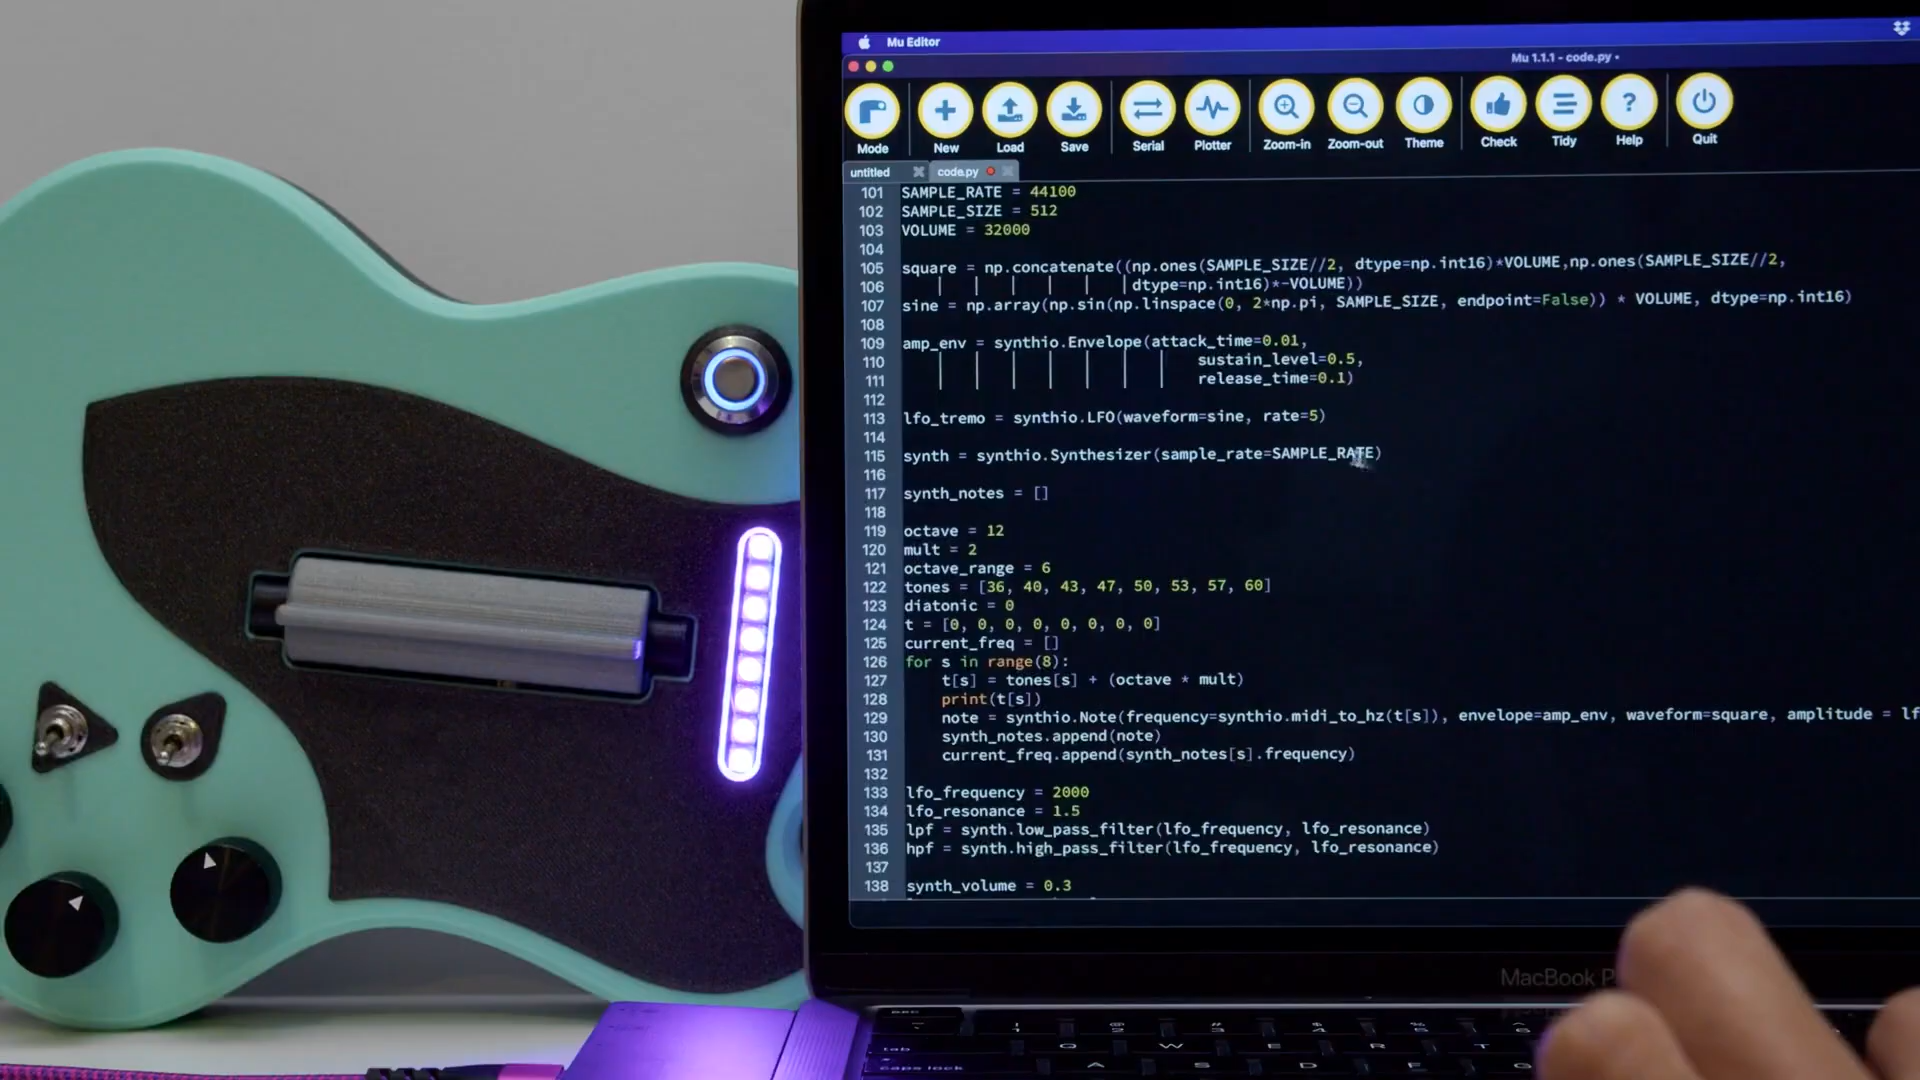 Mu Editor
Mu 1.1.1 - code.py
Mode New Load Save Serial Plotter Zoom-in Zoom-out Theme Check Tidy Help Quit
untitled code.py
101 SAMPLE_RATE = 44100
102 SAMPLE_SIZE = 512
103 VOLUME = 32000
104
105 square = np.concatenate((np.ones(SAMPLE_SIZE//2, dtype=np.int16)*VOLUME,np.ones(SAMPLE_SIZE//2,
106 dtype=np.int16)*-VOLUME))
107 sine = np.array(np.sin(np.linspace(0, 2*np.pi, SAMPLE_SIZE, endpoint=False)) * VOLUME, dtype=np.int16)
108
109 amp_env = synthio.Envelope(attack_time=0.01,
110 sustain_level=0.5,
111 release_time=0.1)
112
113 lfo_tremo = synthio.LFO(waveform=sine, rate=5)
114
115 synth = synthio.Synthesizer(sample_rate=SAMPLE_RATE)
116
117 synth_notes = []
118
119 octave = 12
120 mult = 2
121 octave_range = 6
122 tones = [36, 40, 43, 47, 50, 53, 57, 60]
123 diatonic = 0
124 t = [0, 0, 0, 0, 0, 0, 0, 0]
125 current_freq = []
126 for s in range(8):
127 t[s] = tones[s] + (octave * mult)
128 print(t[s])
129 note = synthio.Note(frequency=synthio.midi_to_hz(t[s]), envelope=amp_env, waveform=square, amplitude = lf
130 synth_notes.append(note)
131 current_freq.append(synth_notes[s].frequency)
132
133 lfo_frequency = 2000
134 lfo_resonance = 1.5
135 lpf = synth.low_pass_filter(lfo_frequency, lfo_resonance)
136 hpf = synth.high_pass_filter(lfo_frequency, lfo_resonance)
137
138 synth_volume = 0.3
MacBook P
tab Q W E R T
caps lock A S D F